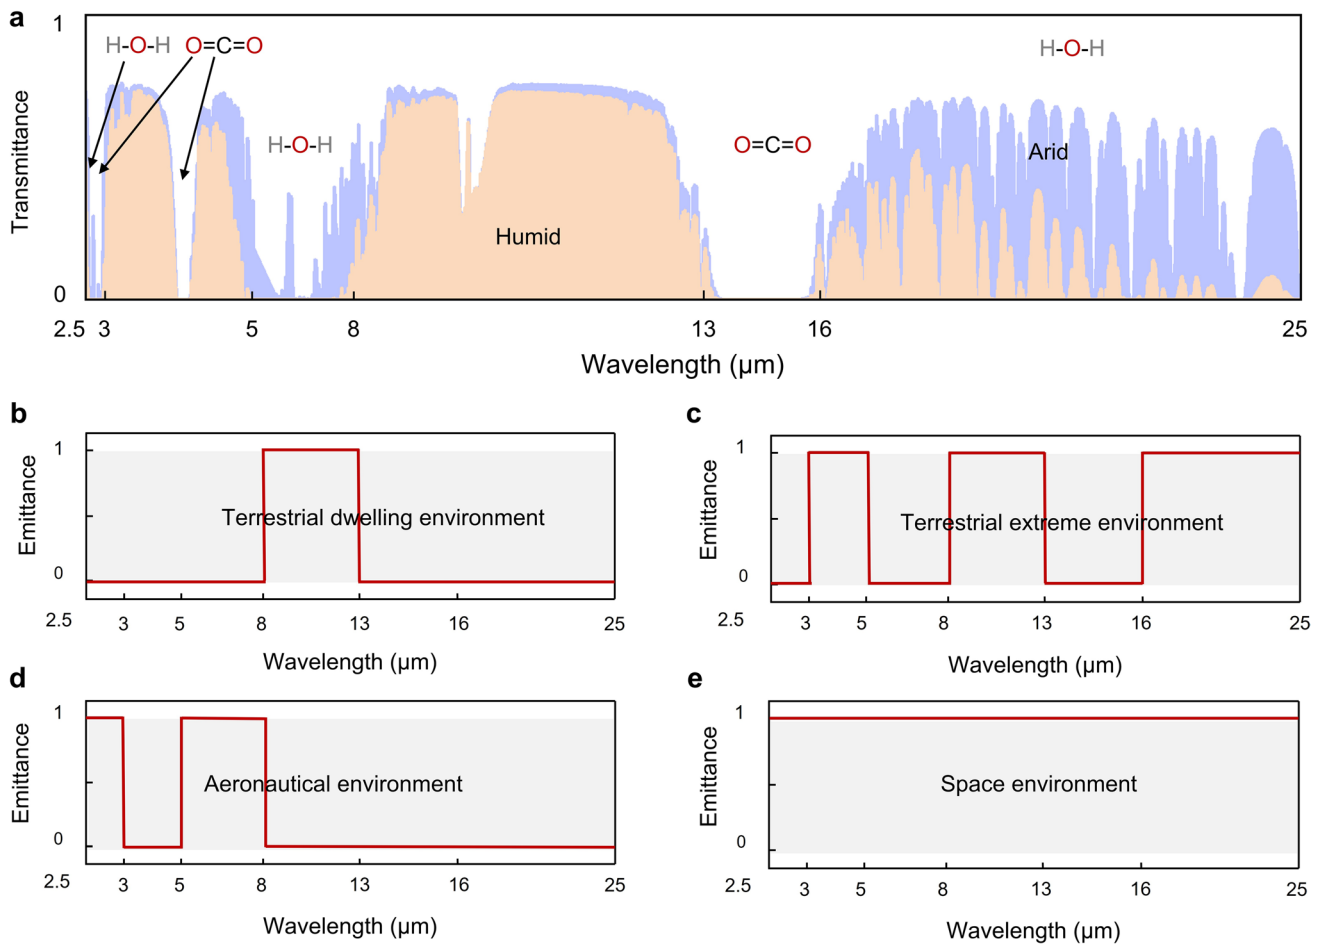 a
1
H-O-H O=C=O
H-O-H
H-O-H
O=C=O
Arid
Humid
Transmittance
0
2.5 3 5 8 13 16 25
Wavelength (μm)
b
1
Emittance
Terrestrial dwelling environment
0
2.5 3 5 8 13 16 25
Wavelength (μm)
c
1
Emittance
Terrestrial extreme environment
0
2.5 3 5 8 13 16 25
Wavelength (μm)
d
1
Emittance
Aeronautical environment
0
2.5 3 5 8 13 16 25
Wavelength (μm)
e
1
Emittance
Space environment
0
2.5 3 5 8 13 16 25
Wavelength (μm)